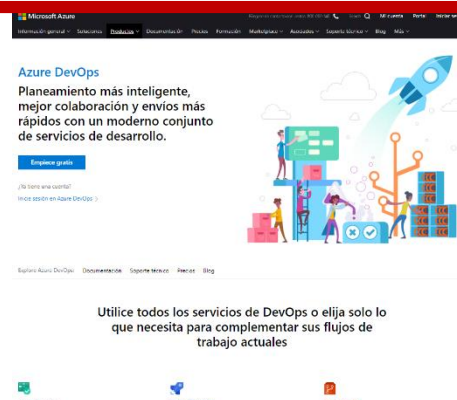 Microsoft Azure
Mi cuenta Portal Iniciar ses
Información general Soluciones Productos Documentación Precios Formación Marketplace Asociados Soporte técnico Blog Más
Azure DevOps
Planeamiento más inteligente,
mejor colaboración y envíos más
rápidos con un moderno conjunto
de servicios de desarrollo.
Empiece gratis
¿Ya tiene una cuenta?
Inicie sesión en Azure DevOps >
Explore Azure DevOps Documentación Soporte técnico Precios Blog
Utilice todos los servicios de DevOps o elija solo lo
que necesita para complementar sus flujos de
trabajo actuales